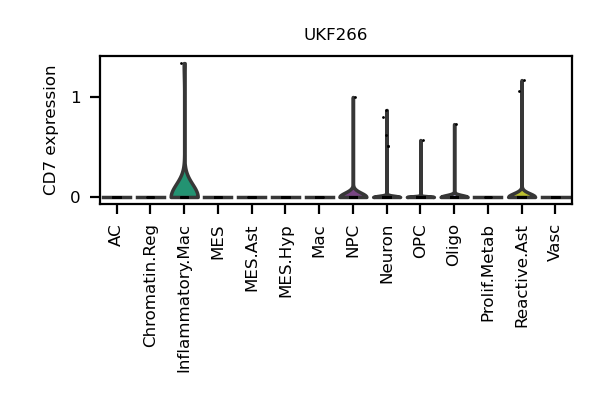 UKF266
CD7 expression
1
0
AC
Chromatin.Reg
Inflammatory.Mac
MES
MES.Ast
MES.Hyp
Mac
NPC
Neuron
OPC
Oligo
Prolif.Metab
Reactive.Ast
Vasc